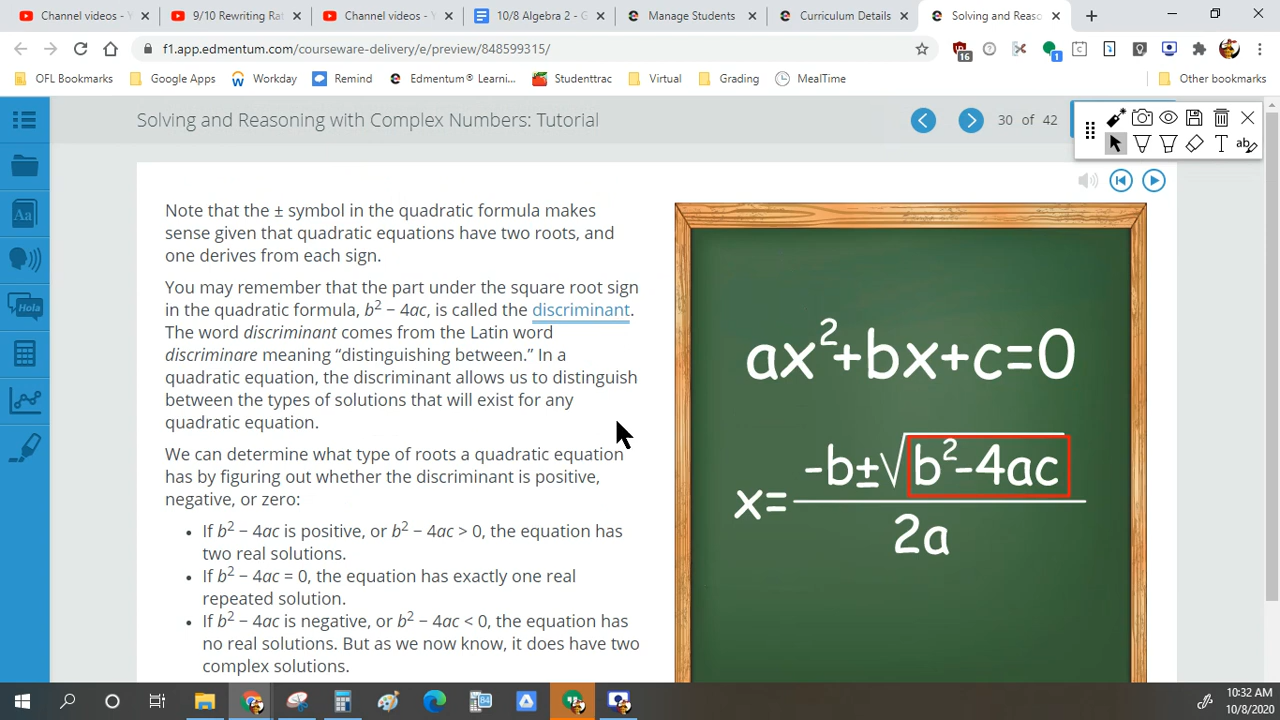 Channel videos - Y
9/10 Rewriting Rat
Channel videos - Y
10/8 Algebra 2 - G
Manage Students
Curriculum Details
Solving and Reaso
f1.app.edmentum.com/courseware-delivery/e/preview/848599315/
16
1
OFL Bookmarks
Google Apps
Workday
Remind
Edmentum® Learni...
Studenttrac
Virtual
Grading
MealTime
Other bookmarks
Solving and Reasoning with Complex Numbers: Tutorial
30 of 42
T
ab
Aa
Hola
Note that the ± symbol in the quadratic formula makes
sense given that quadratic equations have two roots, and
one derives from each sign.
You may remember that the part under the square root sign
in the quadratic formula, b² − 4ac, is called the discriminant.
The word discriminant comes from the Latin word
discriminare meaning “distinguishing between.” In a
quadratic equation, the discriminant allows us to distinguish
between the types of solutions that will exist for any
quadratic equation.
We can determine what type of roots a quadratic equation
has by figuring out whether the discriminant is positive,
negative, or zero:
• If b² − 4ac is positive, or b² − 4ac > 0, the equation has
two real solutions.
• If b² − 4ac = 0, the equation has exactly one real
repeated solution.
• If b² − 4ac is negative, or b² − 4ac < 0, the equation has
no real solutions. But as we now know, it does have two
complex solutions.
ax²+bx+c=0
x=
-b±√b²-4ac
2a
10:32 AM
10/8/2020